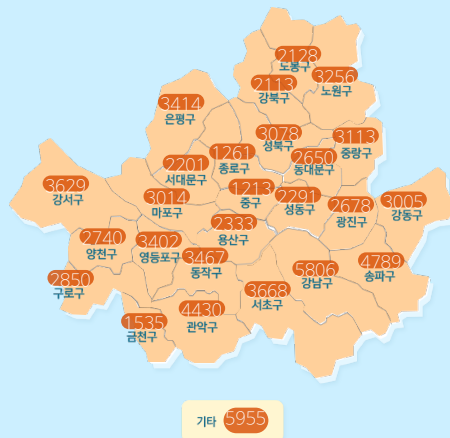 2128
도봉구
2113
강북구
3256
노원구
3414
은평구
3078
성북구
3113
중랑구
1261
종로구
2650
동대문구
2201
서대문구
3629
강서구
3014
마포구
1213
중구
2291
성동구
2678
광진구
3005
강동구
2333
용산구
2740
양천구
3402
영등포구
3467
동작구
2850
구로구
5806
강남구
4789
송파구
3668
서초구
1535
금천구
4430
관악구
기타 5955